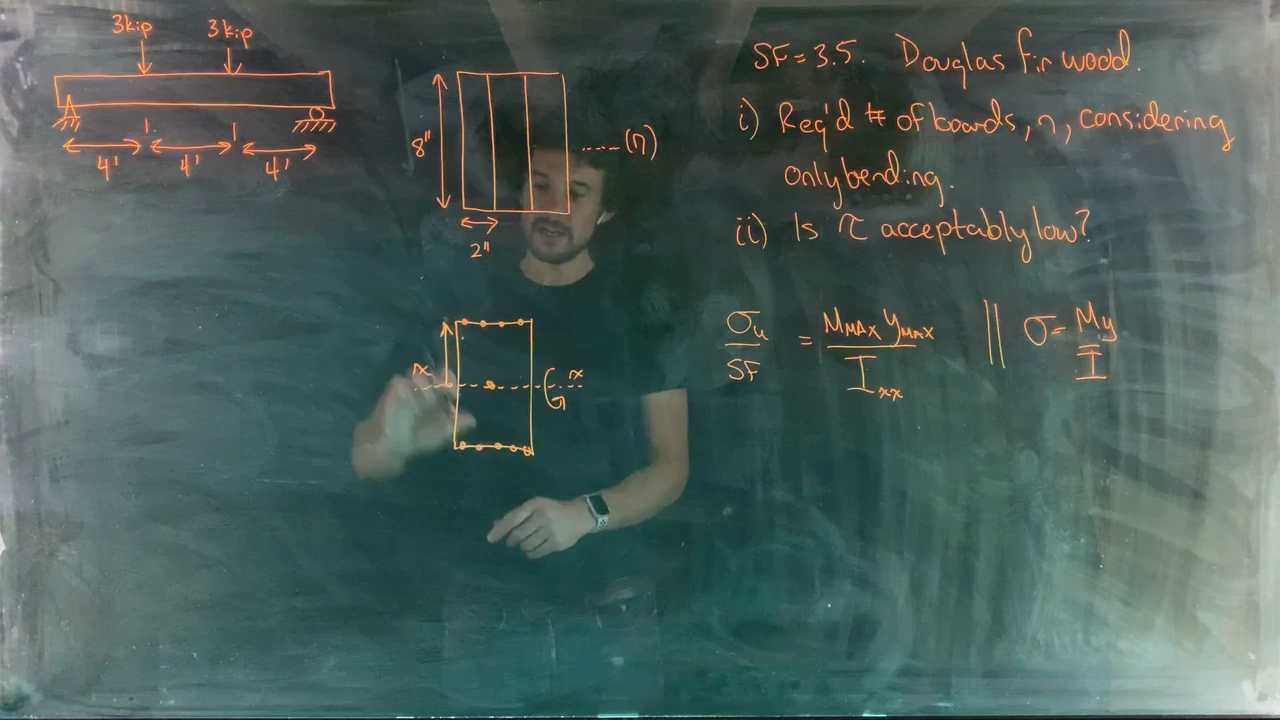 3kip 3kip
4' 4' 4'
8"
----(n)
2"
SF=3.5. Douglas fir wood.
i) Req'd # of boards, n, considering
only bending.
ii) Is τ acceptably low?
x x
σu/SF = MMAX yMAX/Ixx || σ=My/I